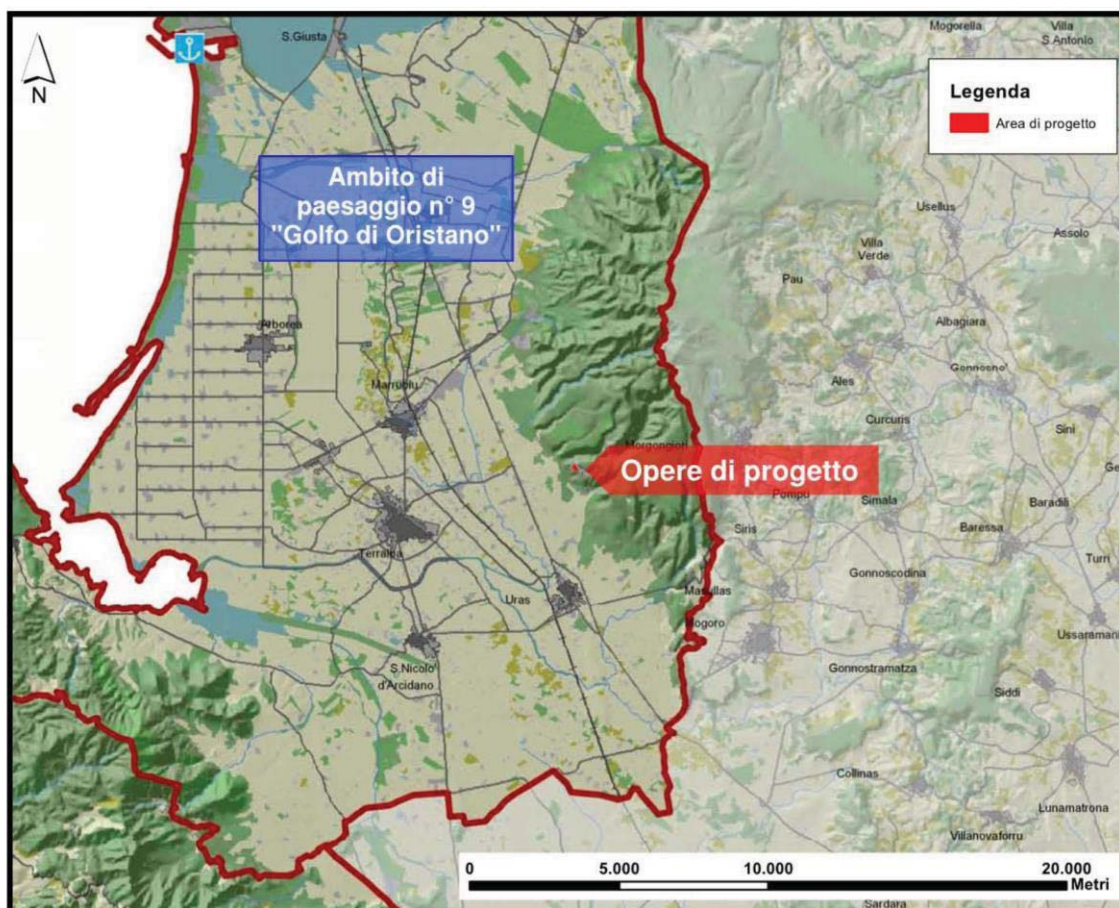 S.Giusta
Mogorella
Villa
S.Antonio
N
Legenda
Area di progetto
Ambito di
paesaggio n° 9
"Golfo di Oristano"
Usellus
Assolo
Villa
Verde
Pau
Albagiara
Arborea
Gonnosno'
Ales
Marrubiu
Curcuris
Sini
Morgongiori
Ge
Opere di progetto
Pompu
Simala
Baradili
Siris
Baressa
Terralba
Turri
Gonnoscodina
Uras
Masullas
Mogoro
Ussaramanna
S.Nicolo'
d'Arcidano
Gonnostramatza
Siddi
Collinas
Lunamatrona
Villanovaforru
0
5.000
10.000
20.000
Metri
Sardara